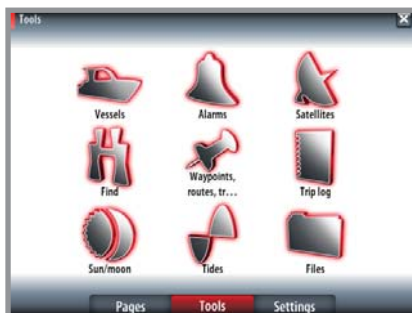 Tools
Vessels
Alarms
Satellites
Find
Waypoints,
routes, tr...
Trip log
Sun/moon
Tides
Files
Pages
Tools
Settings